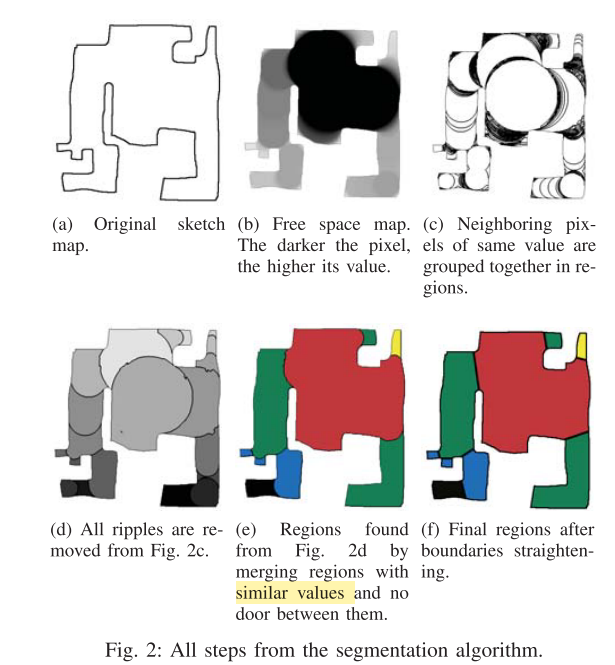 (a) Original sketch map.
(b) Free space map. The darker the pixel, the higher its value.
(c) Neighboring pixels of same value are grouped together in regions.
(d) All ripples are removed from Fig. 2c.
(e) Regions found from Fig. 2d by merging regions with similar values and no door between them.
(f) Final regions after boundaries straightening.
Fig. 2: All steps from the segmentation algorithm.